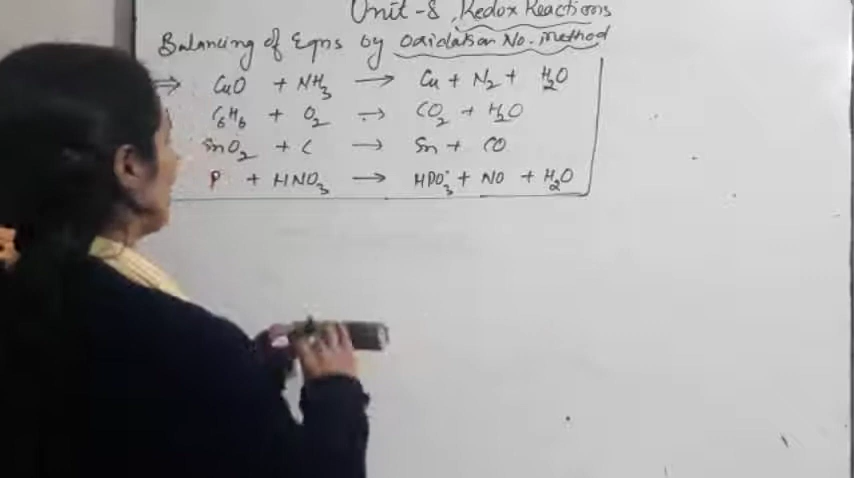 Unit-8, Redox Reactions
Balancing of Eqns by Oxidation No. method
⇒ CuO + NH₃ → Cu + N₂ + H₂O
C₆H₆ + O₂ → CO₂ + H₂O
SnO₂ + C → Sn + CO
P + HNO₃ → HPO₃ + NO + H₂O